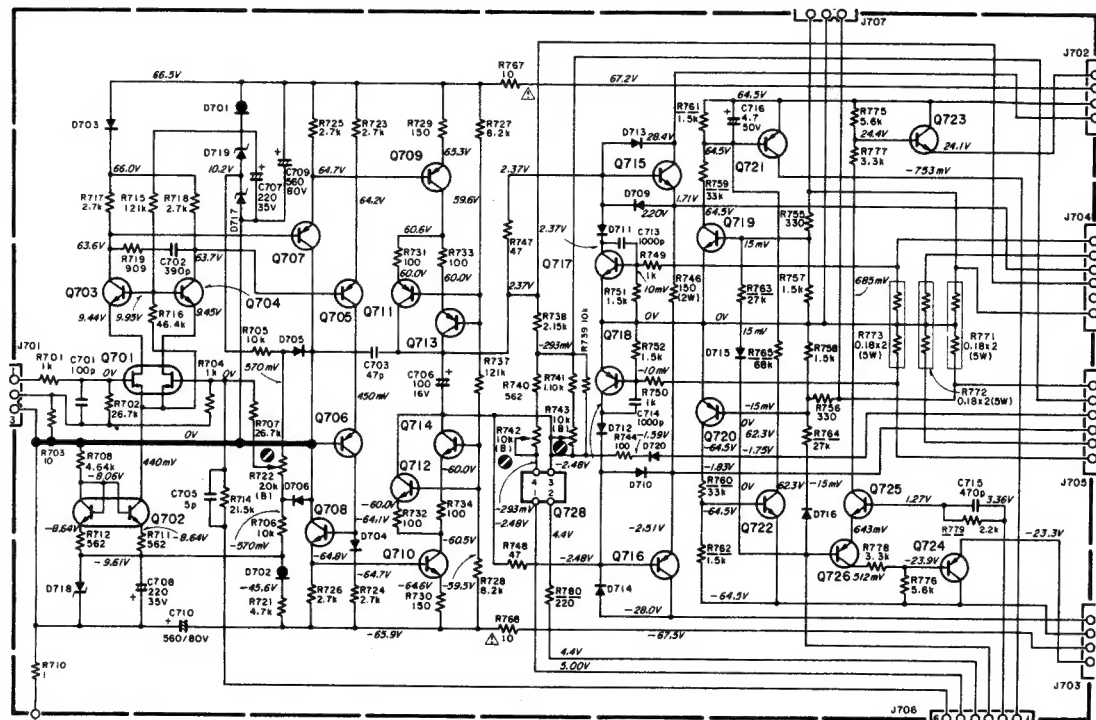 J707
J702
66.5V
R767
10
67.2V
D701
D703
R725
2.7k
R723
2.7k
R729
150
R727
8.2k
R761
1.5k
64.5V
C716
4.7
50V
R775
5.6k
Q723
D719
10.2V
C709
560
80V
Q709
65.3V
D713
28.4V
Q721
24.4V
24.1V
66.0V
C707
220
35V
64.7V
2.37V
Q715
64.5V
R777
3.3k
R717
2.7k
R715
121k
R718
2.7k
D717
64.2V
59.6V
D709
1.71V
R759
33k
-753mV
2.20V
R755
330
J704
Q707
63.6V
R719
909
C702
390p
63.7V
60.6V
R747
47
D711
C713
1000p
64.5V
Q719
15mV
2.37V
R731
100
R733
100
60.0V
60.0V
Q717
R749
1k
R751
1.5k
10mV
R746
150
(2W)
R763
27k
R757
1.5k
685mV
Q703
Q704
9.44V
9.95V
9.45V
R716
46.4k
Q705
Q711
2.37V
0V
R738
2.15k
Q718
R739 10k
R705
10k
D705
Q713
-293mV
R752
1.5k
15mV
D715
R765
68k
R758
1.5k
R773
0.18x2
(5W)
R771
0.18x2
(5W)
J701
R701
1k
C701
100p
Q701
0V
R704
1k
0V
570mV
C703
47p
R737
121k
C706
100
16V
R740
562
R741
1.10k
-10mV
R750
1k
R772
0.18x2(5W)
R702
26.7k
R707
26.7k
450mV
Q706
Q714
R742
10k
(B)
R743
10k
(B)
C714
1000p
D712
R744
100
-1.59V
D720
-15mV
R756
330
Q720
0V
62.3V
-64.5V
R764
27k
-1.75V
0V
R703
10
R708
4.64k
-8.06V
440mV
R722
20k
(B)
D706
-60.0V
-2.48V
D710
-1.83V
R760
33k
0V
62.3V
-15mV
Q712
C705
5p
R714
21.5k
R706
10k
Q708
-60.0V
R732
100
R734
100
-293mV
-2.48V
Q728
4.4V
-64.5V
Q722
D716
Q725
1.27V
C715
470p
3.36V
J705
-8.64V
Q702
R712
562
R711
562
-8.64V
-570mV
-64.1V
D704
-60.5V
-2.51V
643mV
R779
2.2k
-23.3V
-9.61V
-64.8V
-64.7V
Q710
R748
47
-2.48V
Q716
R762
1.5k
Q726
R778
3.3k
512mV
-23.9V
Q724
D718
C708
220
35V
D702
-45.6V
R721
4.7k
R726
2.7k
R724
2.7k
-64.6V
R730
150
-59.5V
R728
8.2k
R780
220
D714
-28.0V
-64.5V
R776
5.6k
C710
560/80V
-65.9V
R768
10
-67.5V
R710
1
4.4V
5.00V
J703
J706